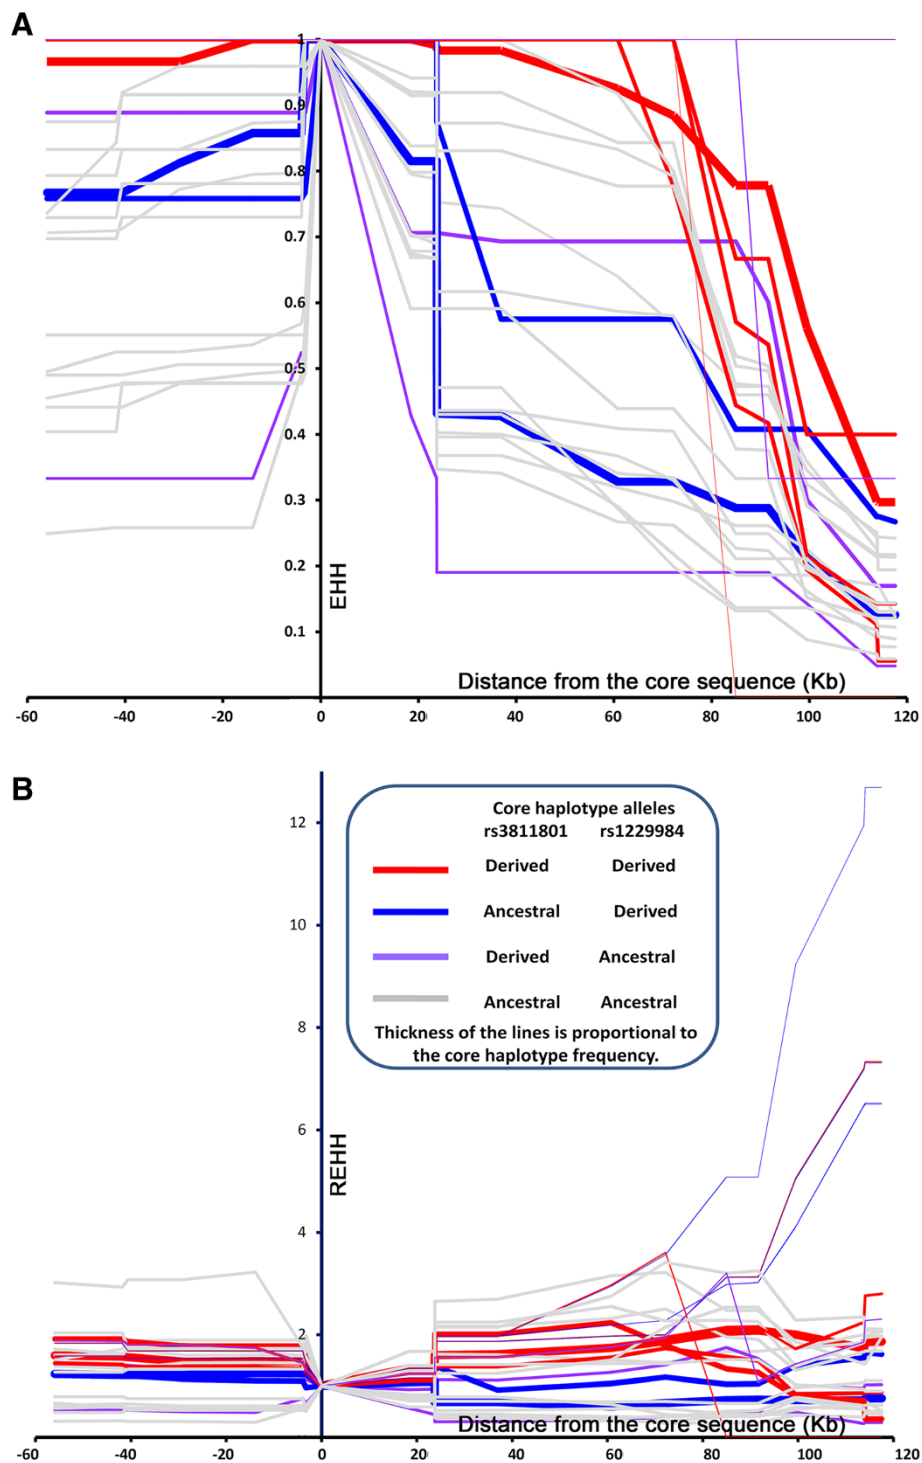 A
1
0.9
0.8
0.7
0.6
0.5
0.4
0.3
0.2
0.1
EHH
Distance from the core sequence (Kb)
-60 -40 -20 0 20 40 60 80 100 120
B
12
10
8
6
4
2
REHH
Core haplotype alleles
rs3811801 rs1229984
Derived Derived
Ancestral Derived
Derived Ancestral
Ancestral Ancestral
Thickness of the lines is proportional to
the core haplotype frequency.
Distance from the core sequence (Kb)
-60 -40 -20 0 20 40 60 80 100 120